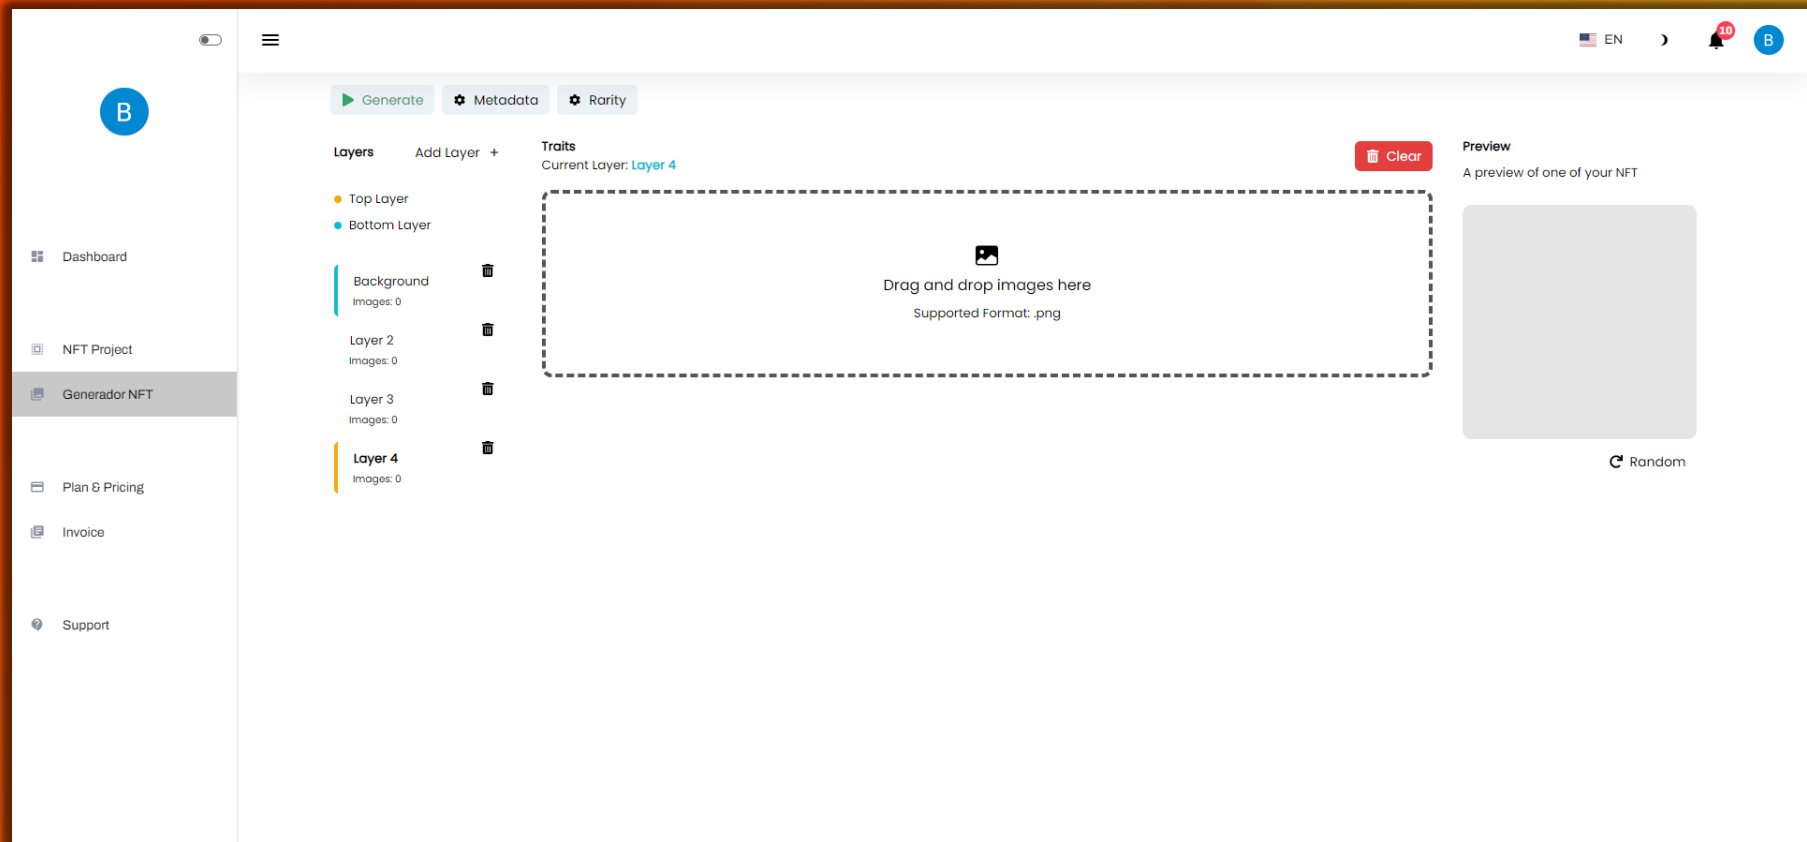 EN
10
B
B
Dashboard
NFT Project
Generador NFT
Plan & Pricing
Invoice
Support
Generate
Metadata
Rarity
Layers
Add Layer +
Top Layer
Bottom Layer
Background
Images: 0
Layer 2
Images: 0
Layer 3
Images: 0
Layer 4
Images: 0
Traits
Current Layer: Layer 4
Clear
Drag and drop images here
Supported Format: .png
Preview
A preview of one of your NFT
Random